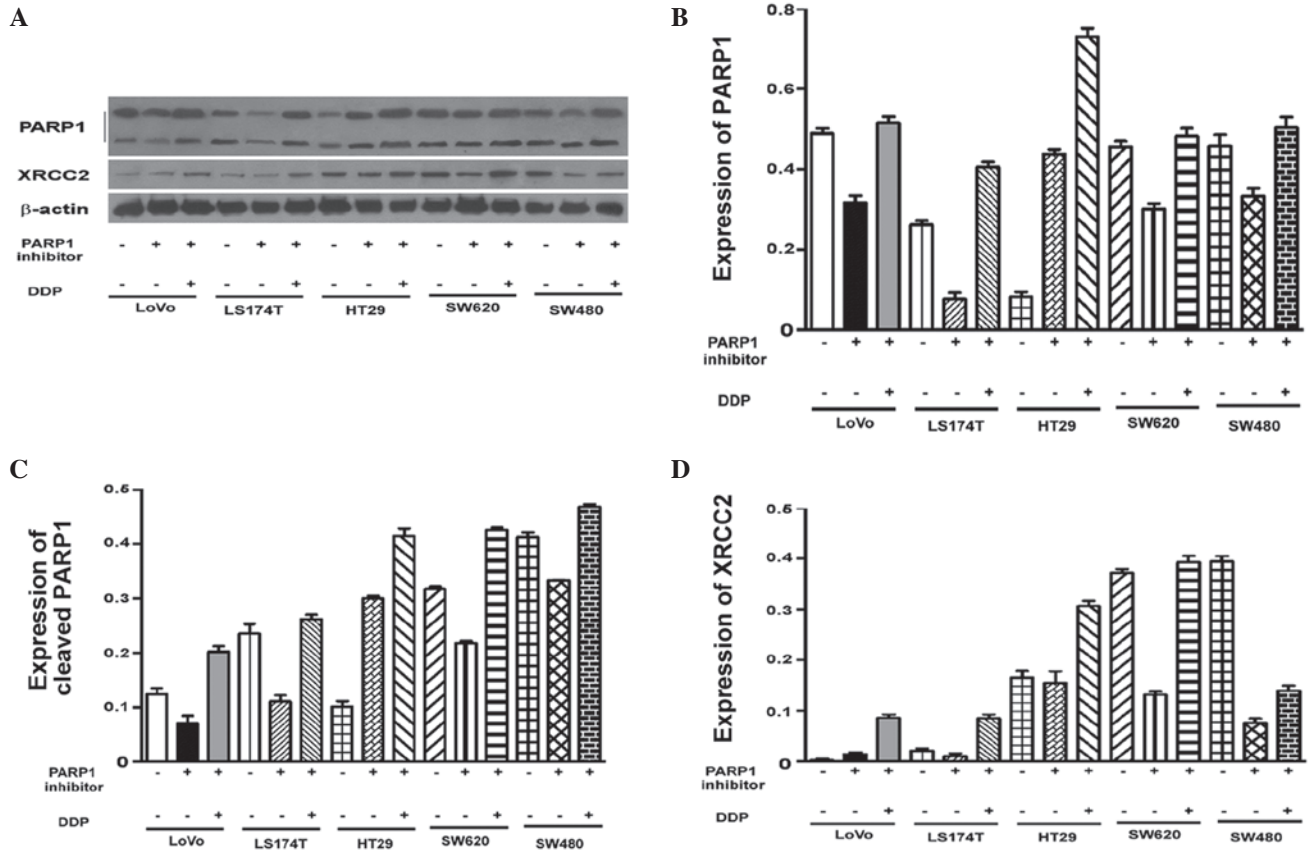 A
PARP1
XRCC2
β-actin
PARP1 inhibitor - + + - + + - + + - + + - + +
DDP - - + - - + - - + - - + - - +
LoVo LS174T HT29 SW620 SW480
B
Expression of PARP1
0.8
0.6
0.4
0.2
0
PARP1 inhibitor - + + - + + - + + - + + - + +
DDP - - + - - + - - + - - + - - +
LoVo LS174T HT29 SW620 SW480
C
Expression of
cleaved PARP1
0.5
0.4
0.3
0.2
0.1
0
PARP1 inhibitor - + + - + + - + + - + + - + +
DDP - - + - - + - - + - - + - - +
LoVo LS174T HT29 SW620 SW480
D
Expression of XRCC2
0.5
0.4
0.3
0.2
0.1
0
PARP1 inhibitor - + + - + + - + + - + + - + +
DDP - - + - - + - - + - - + - - +
LoVo LS174T HT29 SW620 SW480